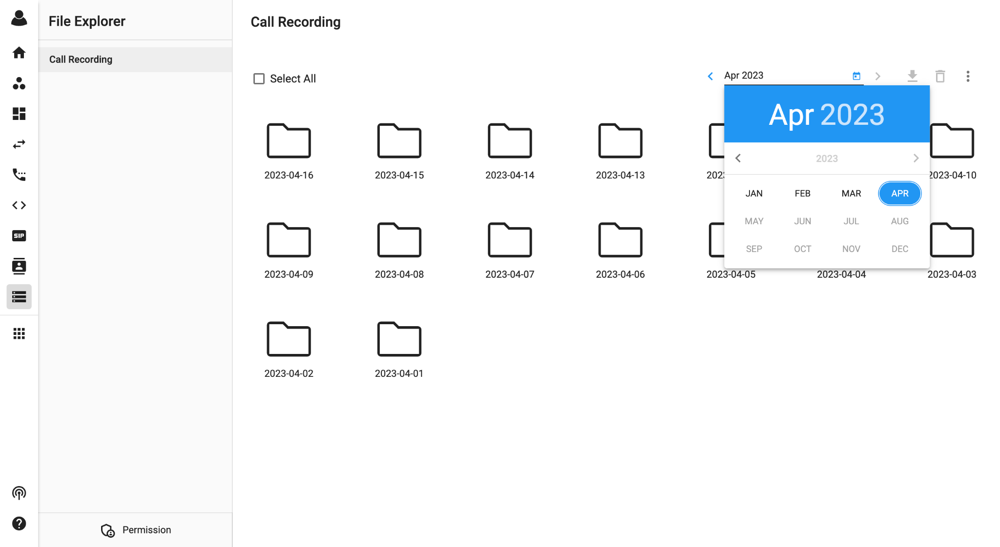 File Explorer
Call Recording
Call Recording
Select All
Apr 2023
Apr 2023
2023
JAN FEB MAR APR
MAY JUN JUL AUG
SEP OCT NOV DEC
2023-04-16 2023-04-15 2023-04-14 2023-04-13 2023-04-10
2023-04-09 2023-04-08 2023-04-07 2023-04-06 2023-04-05 2023-04-04 2023-04-03
2023-04-02 2023-04-01
SIP
Permission